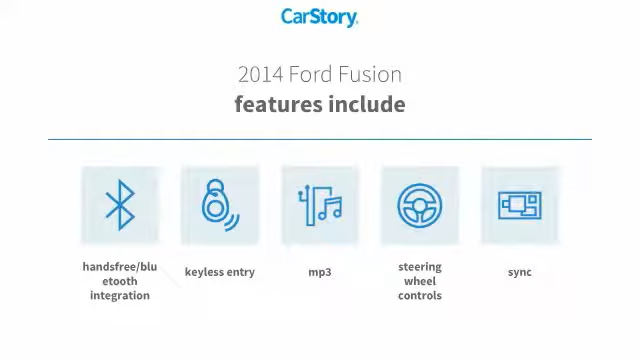 CarStory.
2014 Ford Fusion
features include
handsfree/blu
etooth
integration
keyless entry
mp3
steering
wheel
controls
sync